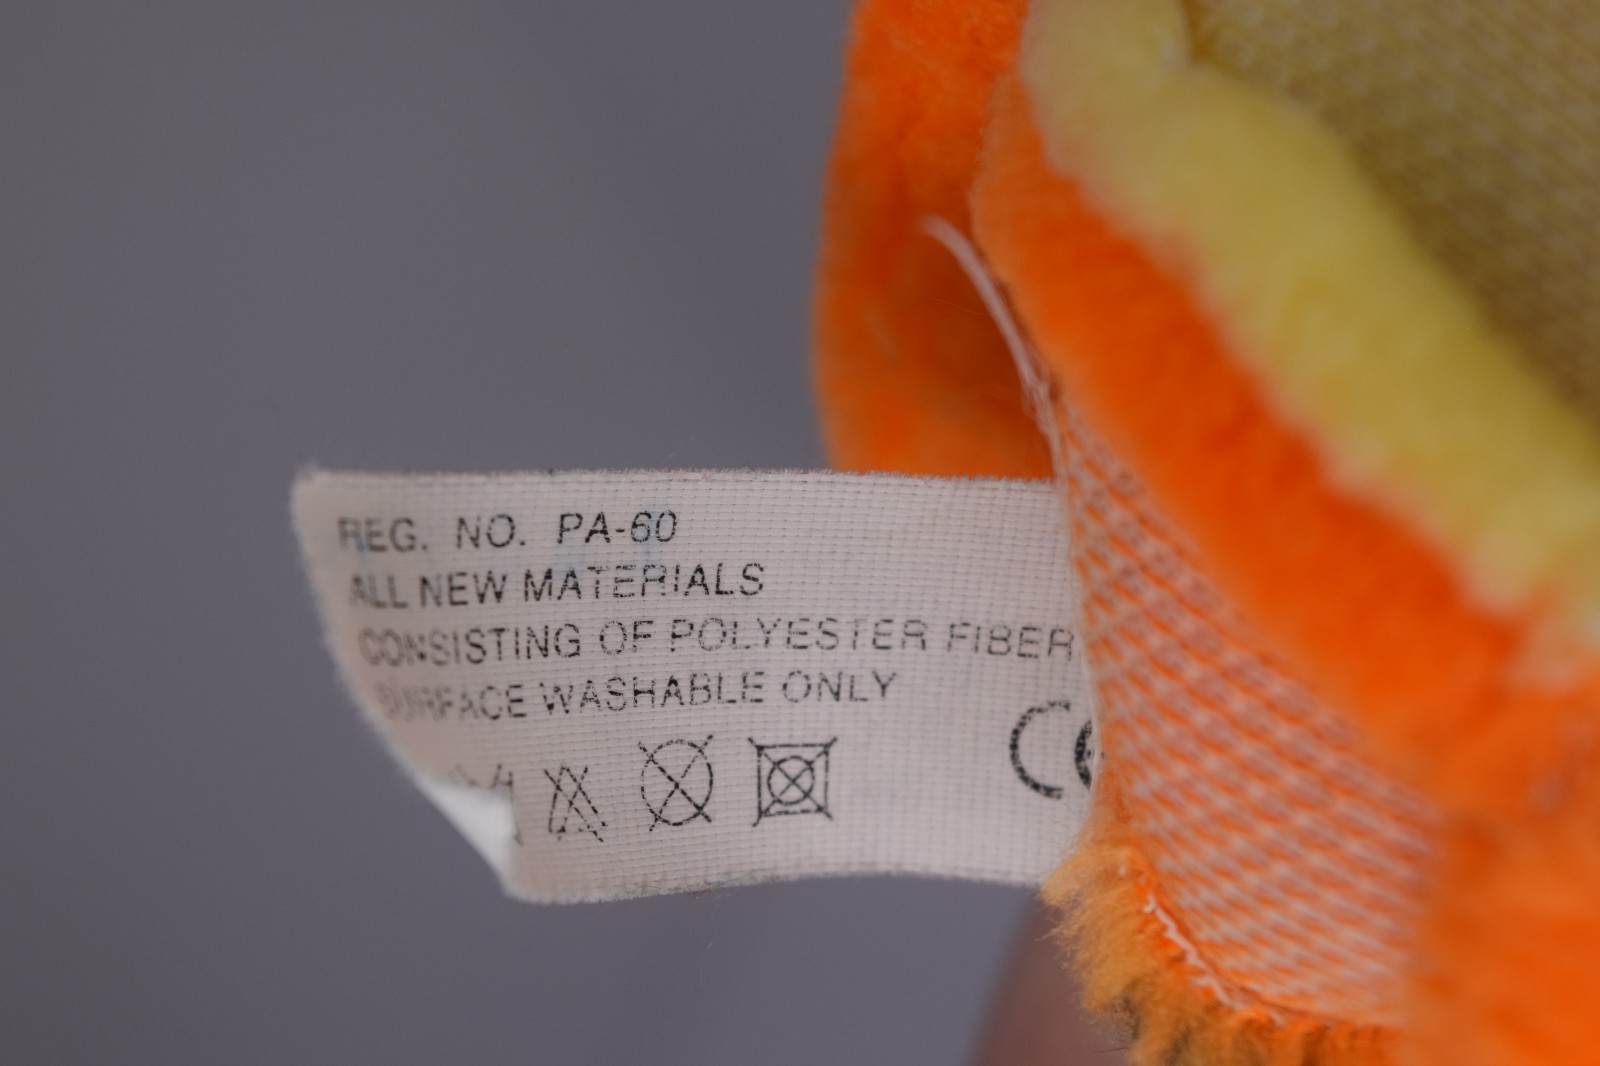 REG. NO. PA-60
ALL NEW MATERIALS
CONSISTING OF POLYESTER FIBER
SURFACE WASHABLE ONLY
CE